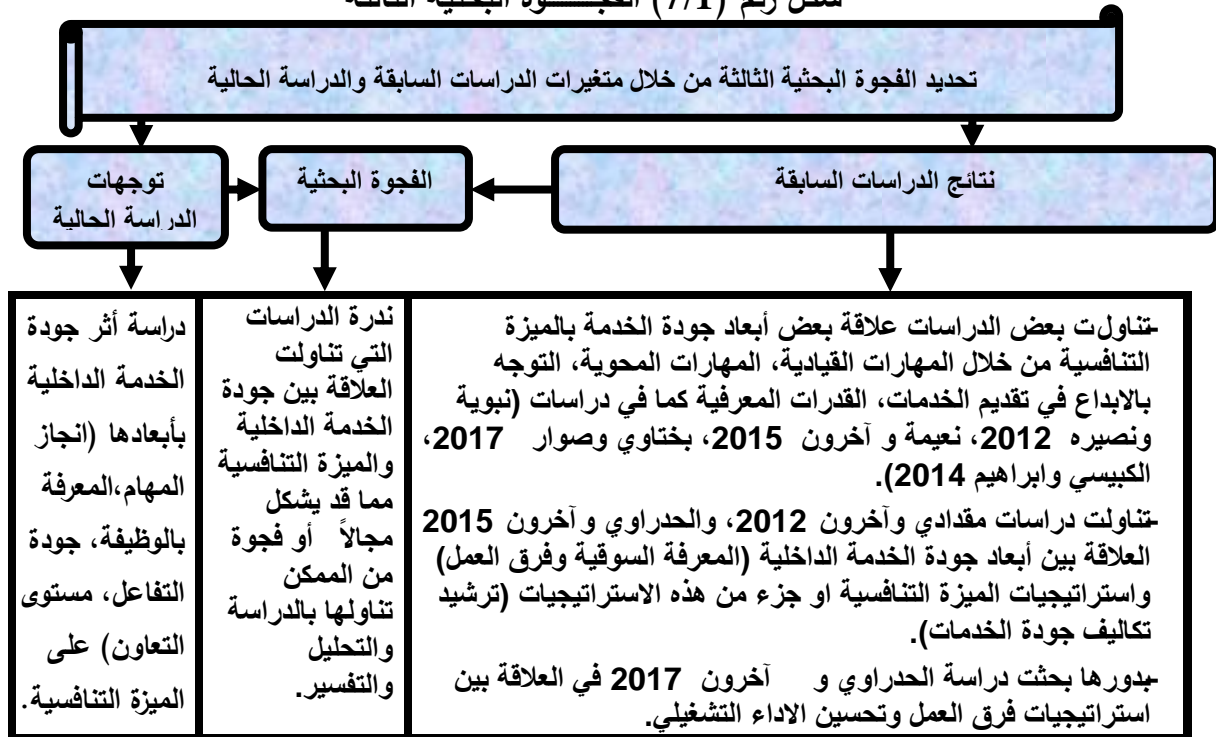 شكل رقم (7/1) الفجـــــــوة البحثية الثالثة
تحديد الفجوة البحثية الثالثة من خلال متغيرات الدراسات السابقة والدراسة الحالية
نتائج الدراسات السابقة
الفجوة البحثية
توجهات
الدراسة الحالية
-تناولت بعض الدراسات علاقة بعض أبعاد جودة الخدمة بالميزة
التنافسية من خلال المهارات القيادية، المهارات المحوية، التوجه
بالابداع في تقديم الخدمات، القدرات المعرفية كما في دراسات (نبوية
ونصيره 2012، نعيمة و آخرون 2015، بختاوي وصوار 2017،
الكبيسي وابراهيم 2014).
-تناولت دراسات مقدادي وآخرون 2012، والحدراوي و آخرون 2015
العلاقة بين أبعاد جودة الخدمة الداخلية (المعرفة السوقية وفرق العمل)
واستراتيجيات الميزة التنافسية او جزء من هذه الاستراتيجيات (ترشيد
تكاليف جودة الخدمات).
-بدورها بحثت دراسة الحدراوي و آخرون 2017 في العلاقة بين
استراتيجيات فرق العمل وتحسين الاداء التشغيلي.
ندرة الدراسات
التي تناولت
العلاقة بين جودة
الخدمة الداخلية
والميزة التنافسية
مما قد يشكل
مجالاً أو فجوة
من الممكن
تناولها بالدراسة
والتحليل
والتفسير.
دراسة أثر جودة
الخدمة الداخلية
بأبعادها (انجاز
المهام،المعرفة
بالوظيفة، جودة
التفاعل، مستوى
التعاون) على
الميزة التنافسية.